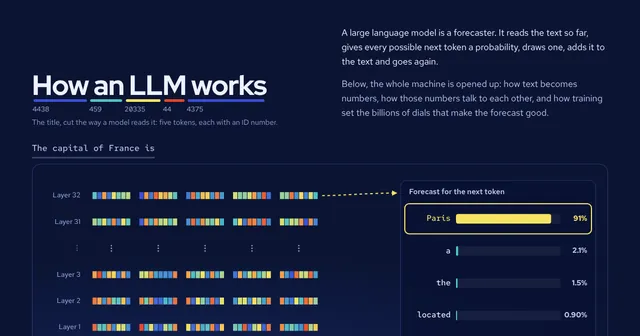 A large language model is a forecaster. It reads the text so far,
gives every possible next token a probability, draws one, adds it to
the text and goes again.
How an LLM works
4438 459 20335 44 4375
The title, cut the way a model reads it: five tokens, each with an ID number.
Below, the whole machine is opened up: how text becomes
numbers, how those numbers talk to each other, and how training
set the billions of dials that make the forecast good.
The capital of France is
Layer 32
Layer 31
⋮ ⋮ ⋮ ⋮ ⋮ ⋮
Layer 3
Layer 2
Layer 1
Forecast for the next token
Paris 91%
a 2.1%
the 1.5%
located 0.90%